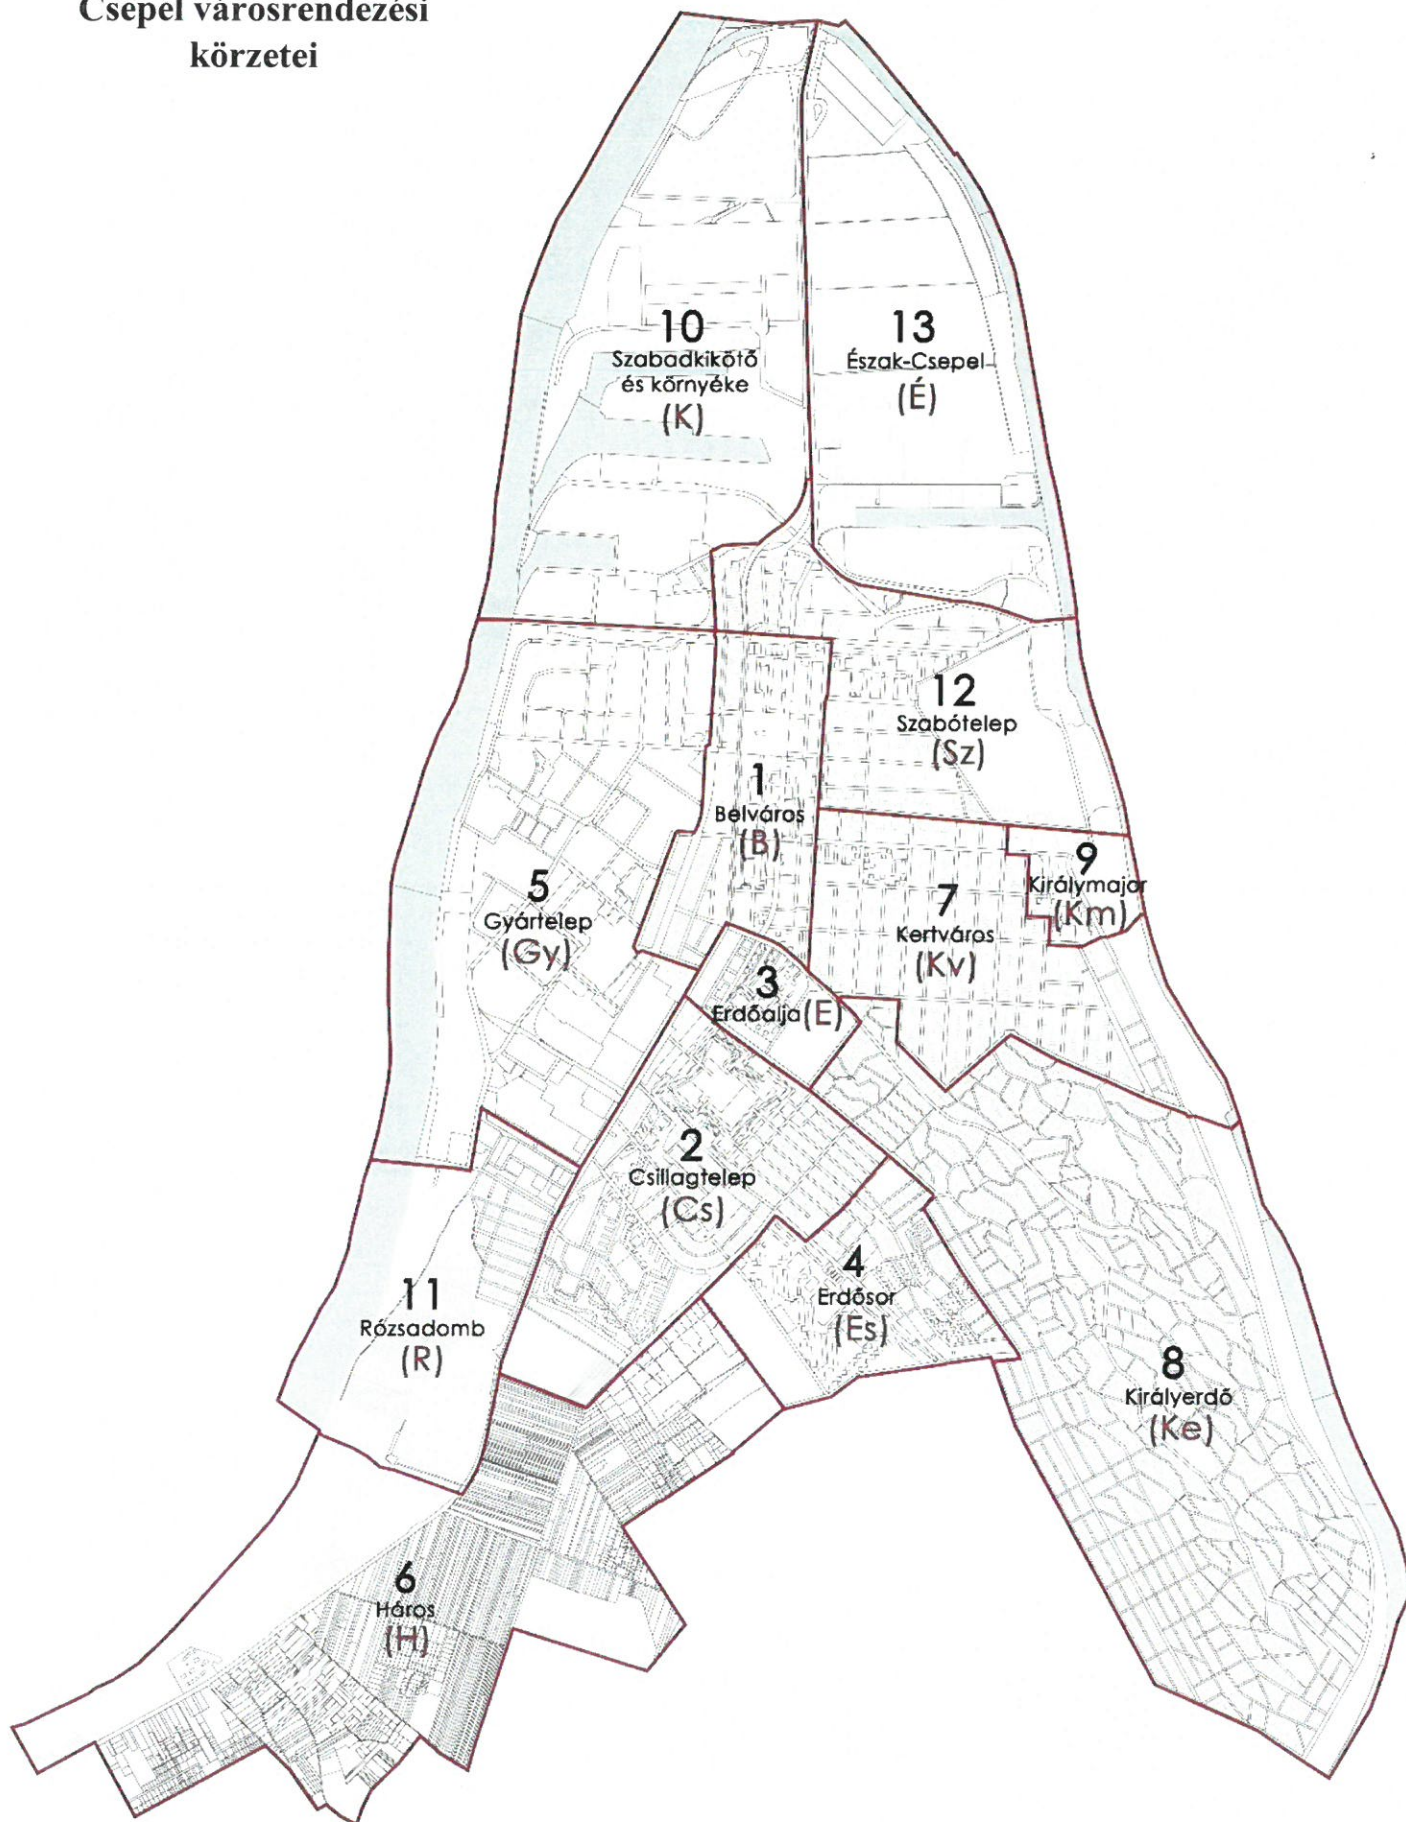 Csepel városrendezési
körzetei
10
Szabadkikötő
és környéke
(K)
13
Észak-Csepel
(É)
12
Szabótelep
(Sz)
1
Belváros
(B)
9
Királymajor
(Km)
5
Gyártelep
(Gy)
7
Kertváros
(Kv)
3
Erdőalja (E)
2
Csillagtelep
(Cs)
4
Erdősor
(Es)
11
Rózsadomb
(R)
8
Királyerdő
(Ke)
6
Háros
(H)